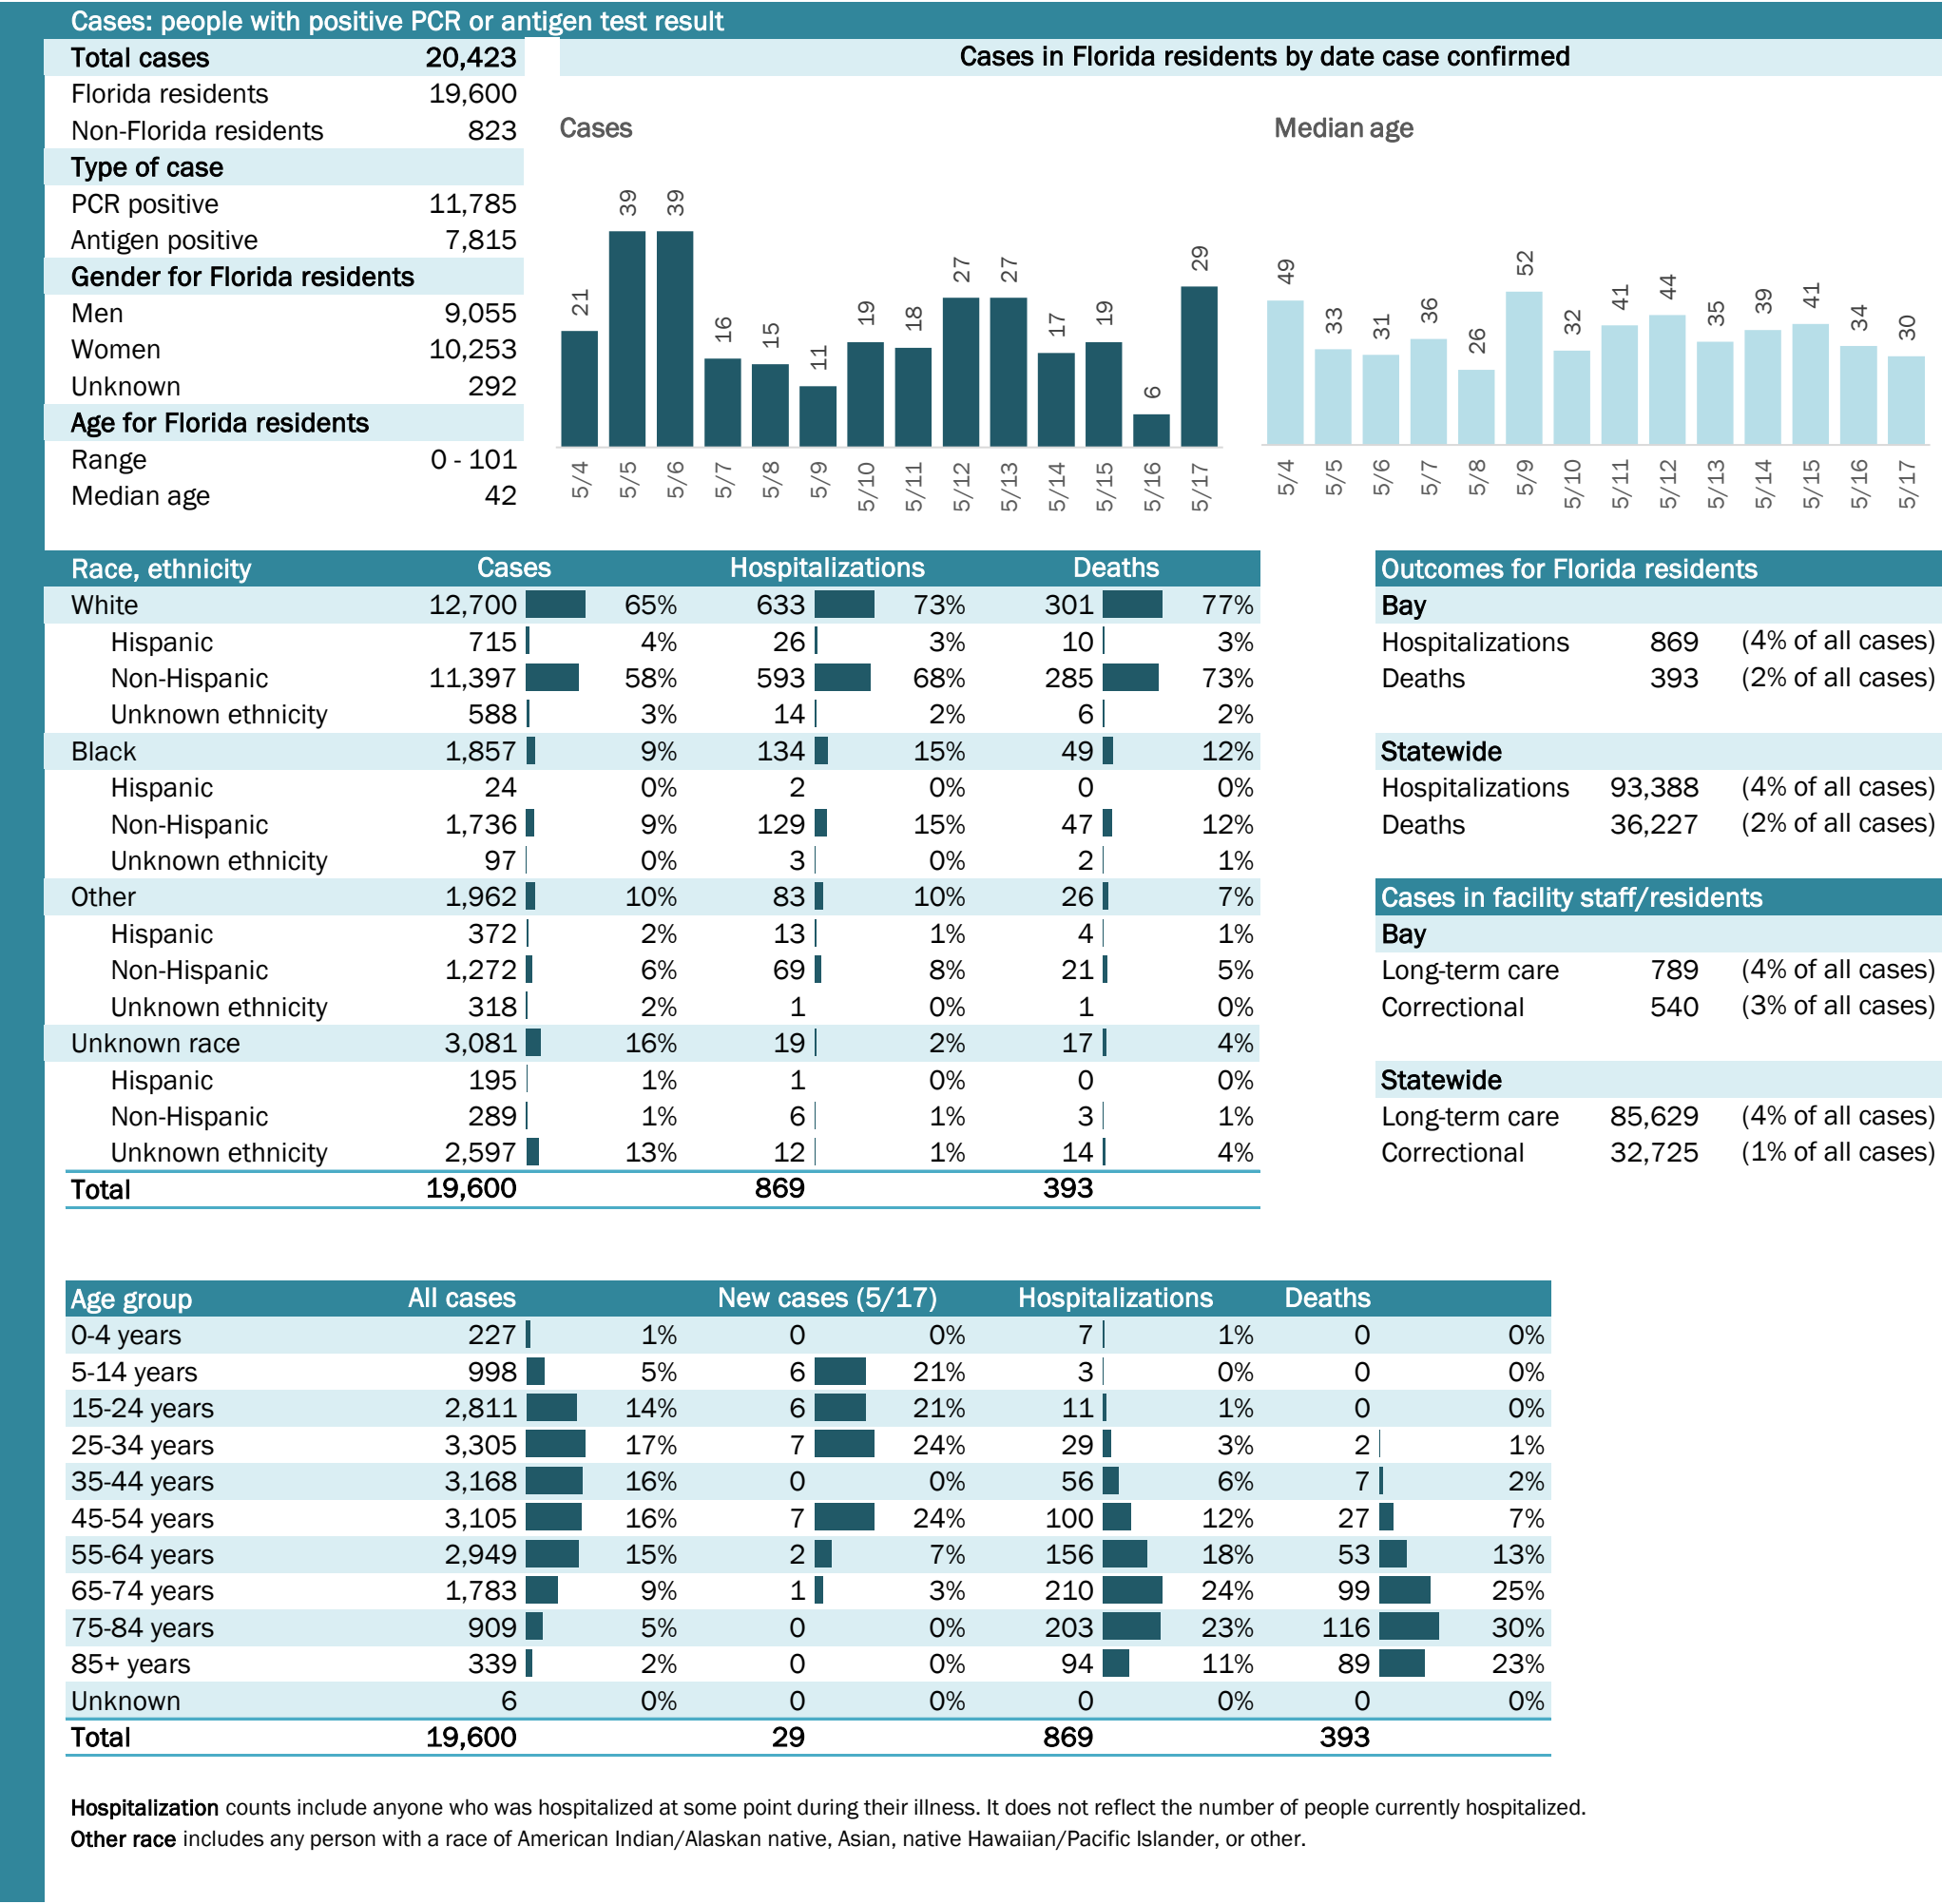 Cases: people with positive PCR or antigen test result
Total cases 20,423
Florida residents 19,600
Non-Florida residents 823
Type of case
PCR positive 11,785
Antigen positive 7,815
Gender for Florida residents
Men 9,055
Women 10,253
Unknown 292
Age for Florida residents
Range 0 - 101
Median age 42
Cases in Florida residents by date case confirmed
Cases
21 39 39 16 15 11 19 18 27 27 17 19 6 29
5/4 5/5 5/6 5/7 5/8 5/9 5/10 5/11 5/12 5/13 5/14 5/15 5/16 5/17
Median age
49 33 31 36 26 52 32 41 44 35 39 41 34 30
5/4 5/5 5/6 5/7 5/8 5/9 5/10 5/11 5/12 5/13 5/14 5/15 5/16 5/17
Race, ethnicity Cases Hospitalizations Deaths
White 12,700 65% 633 73% 301 77%
Hispanic 715 4% 26 3% 10 3%
Non-Hispanic 11,397 58% 593 68% 285 73%
Unknown ethnicity 588 3% 14 2% 6 2%
Black 1,857 9% 134 15% 49 12%
Hispanic 24 0% 2 0% 0 0%
Non-Hispanic 1,736 9% 129 15% 47 12%
Unknown ethnicity 97 0% 3 0% 2 1%
Other 1,962 10% 83 10% 26 7%
Hispanic 372 2% 13 1% 4 1%
Non-Hispanic 1,272 6% 69 8% 21 5%
Unknown ethnicity 318 2% 1 0% 1 0%
Unknown race 3,081 16% 19 2% 17 4%
Hispanic 195 1% 1 0% 0 0%
Non-Hispanic 289 1% 6 1% 3 1%
Unknown ethnicity 2,597 13% 12 1% 14 4%
Total 19,600 869 393
Outcomes for Florida residents
Bay
Hospitalizations 869 (4% of all cases)
Deaths 393 (2% of all cases)
Statewide
Hospitalizations 93,388 (4% of all cases)
Deaths 36,227 (2% of all cases)
Cases in facility staff/residents
Bay
Long-term care 789 (4% of all cases)
Correctional 540 (3% of all cases)
Statewide
Long-term care 85,629 (4% of all cases)
Correctional 32,725 (1% of all cases)
Age group All cases New cases (5/17) Hospitalizations Deaths
0-4 years 227 1% 0 0% 7 1% 0 0%
5-14 years 998 5% 6 21% 3 0% 0 0%
15-24 years 2,811 14% 6 21% 11 1% 0 0%
25-34 years 3,305 17% 7 24% 29 3% 2 1%
35-44 years 3,168 16% 0 0% 56 6% 7 2%
45-54 years 3,105 16% 7 24% 100 12% 27 7%
55-64 years 2,949 15% 2 7% 156 18% 53 13%
65-74 years 1,783 9% 1 3% 210 24% 99 25%
75-84 years 909 5% 0 0% 203 23% 116 30%
85+ years 339 2% 0 0% 94 11% 89 23%
Unknown 6 0% 0 0% 0 0% 0 0%
Total 19,600 29 869 393
Hospitalization counts include anyone who was hospitalized at some point during their illness. It does not reflect the number of people currently hospitalized.
Other race includes any person with a race of American Indian/Alaskan native, Asian, native Hawaiian/Pacific Islander, or other.